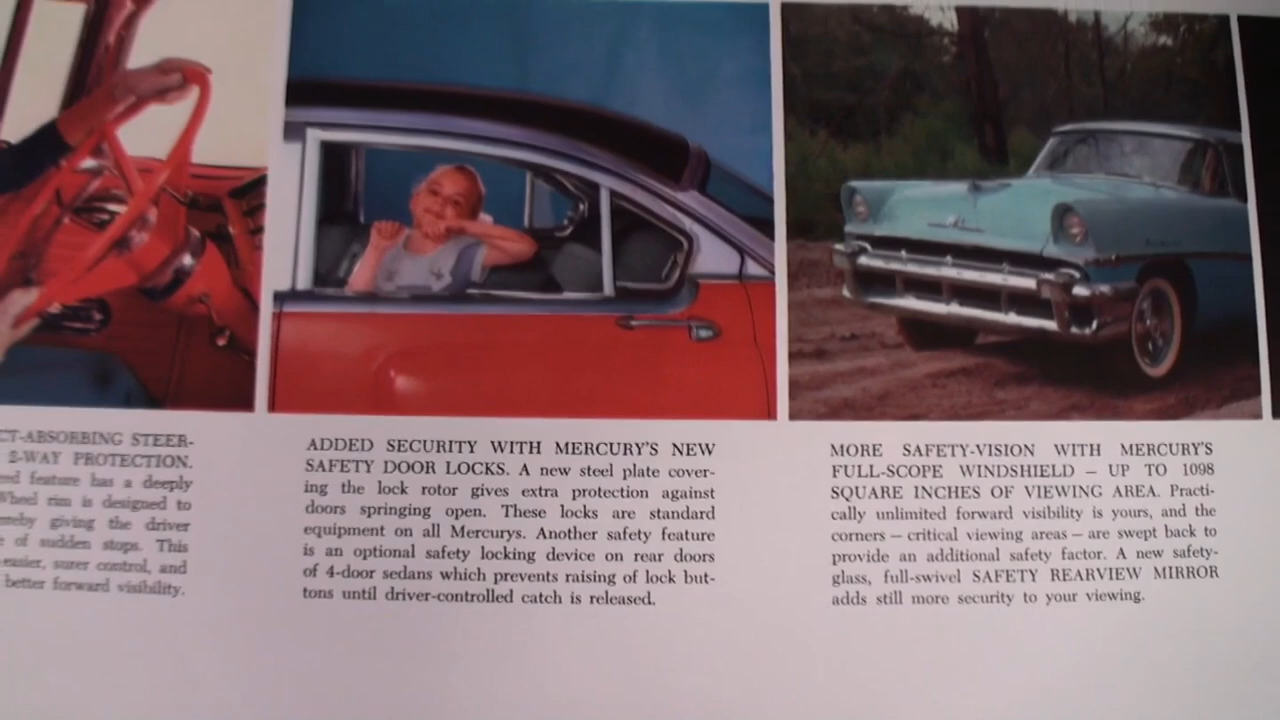 CT-ABSORBING STEER-
2-WAY PROTECTION.
feature has a deeply
Wheel rim is designed to
giving the driver
of sudden stops. This
easier, surer control, and
better forward visibility.
ADDED SECURITY WITH MERCURY'S NEW
SAFETY DOOR LOCKS. A new steel plate cover-
ing the lock rotor gives extra protection against
doors springing open. These locks are standard
equipment on all Mercurys. Another safety feature
is an optional safety locking device on rear doors
of 4-door sedans which prevents raising of lock but-
tons until driver-controlled catch is released.
MORE SAFETY-VISION WITH MERCURY'S
FULL-SCOPE WINDSHIELD – UP TO 1098
SQUARE INCHES OF VIEWING AREA. Practi-
cally unlimited forward visibility is yours, and the
corners – critical viewing areas – are swept back to
provide an additional safety factor. A new safety-
glass, full-swivel SAFETY REARVIEW MIRROR
adds still more security to your viewing.